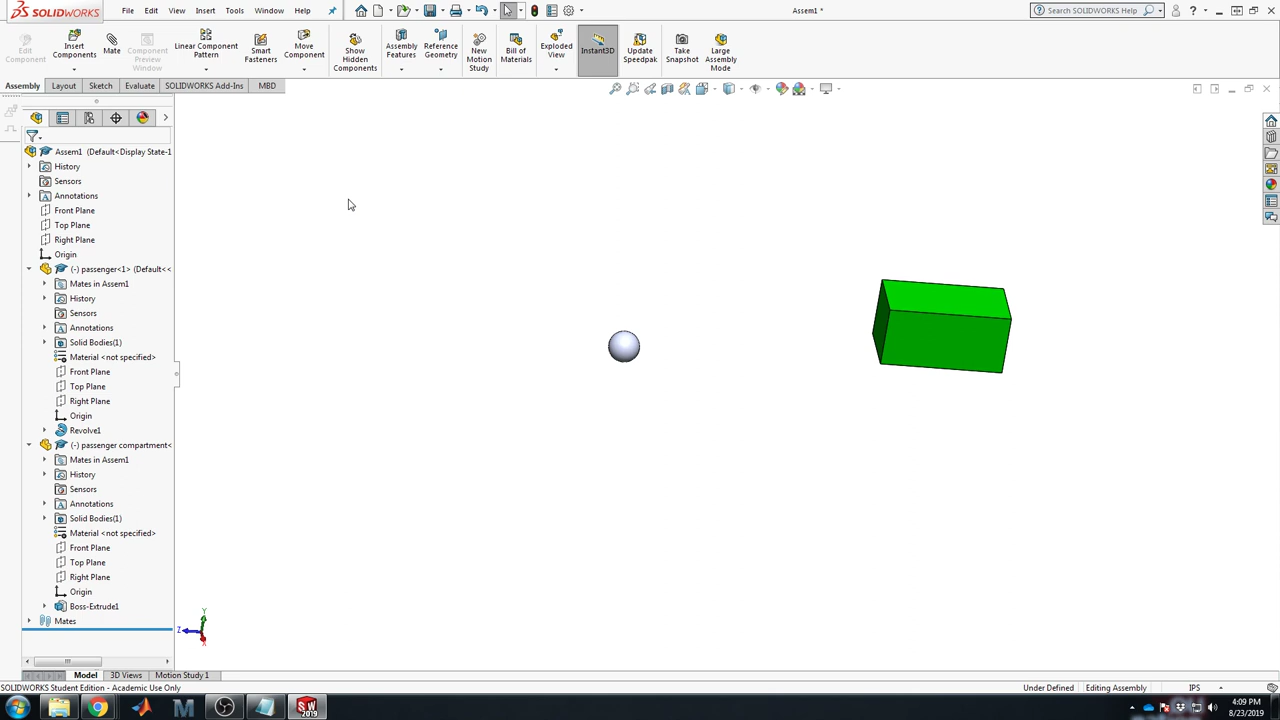 SOLIDWORKS
File Edit View Insert Tools Window Help
Assem1 *
Search SOLIDWORKS Help
Edit Component
Insert Components
Mate
Component Preview Window
Linear Component Pattern
Smart Fasteners
Move Component
Show Hidden Components
Assembly Features
Reference Geometry
New Motion Study
Bill of Materials
Exploded View
Instant3D
Update Speedpak
Take Snapshot
Large Assembly Mode
Assembly Layout Sketch Evaluate SOLIDWORKS Add-Ins MBD
Assem1 (Default<Display State-1
History
Sensors
Annotations
Front Plane
Top Plane
Right Plane
Origin
(-) passenger<1> (Default<<
Mates in Assem1
History
Sensors
Annotations
Solid Bodies(1)
Material <not specified>
Front Plane
Top Plane
Right Plane
Origin
Revolve1
(-) passenger compartment<
Mates in Assem1
History
Sensors
Annotations
Solid Bodies(1)
Material <not specified>
Front Plane
Top Plane
Right Plane
Origin
Boss-Extrude1
Mates
Y
Z
X
Model 3D Views Motion Study 1
SOLIDWORKS Student Edition - Academic Use Only
Under Defined Editing Assembly IPS
SW 2019
4:09 PM
8/23/2019